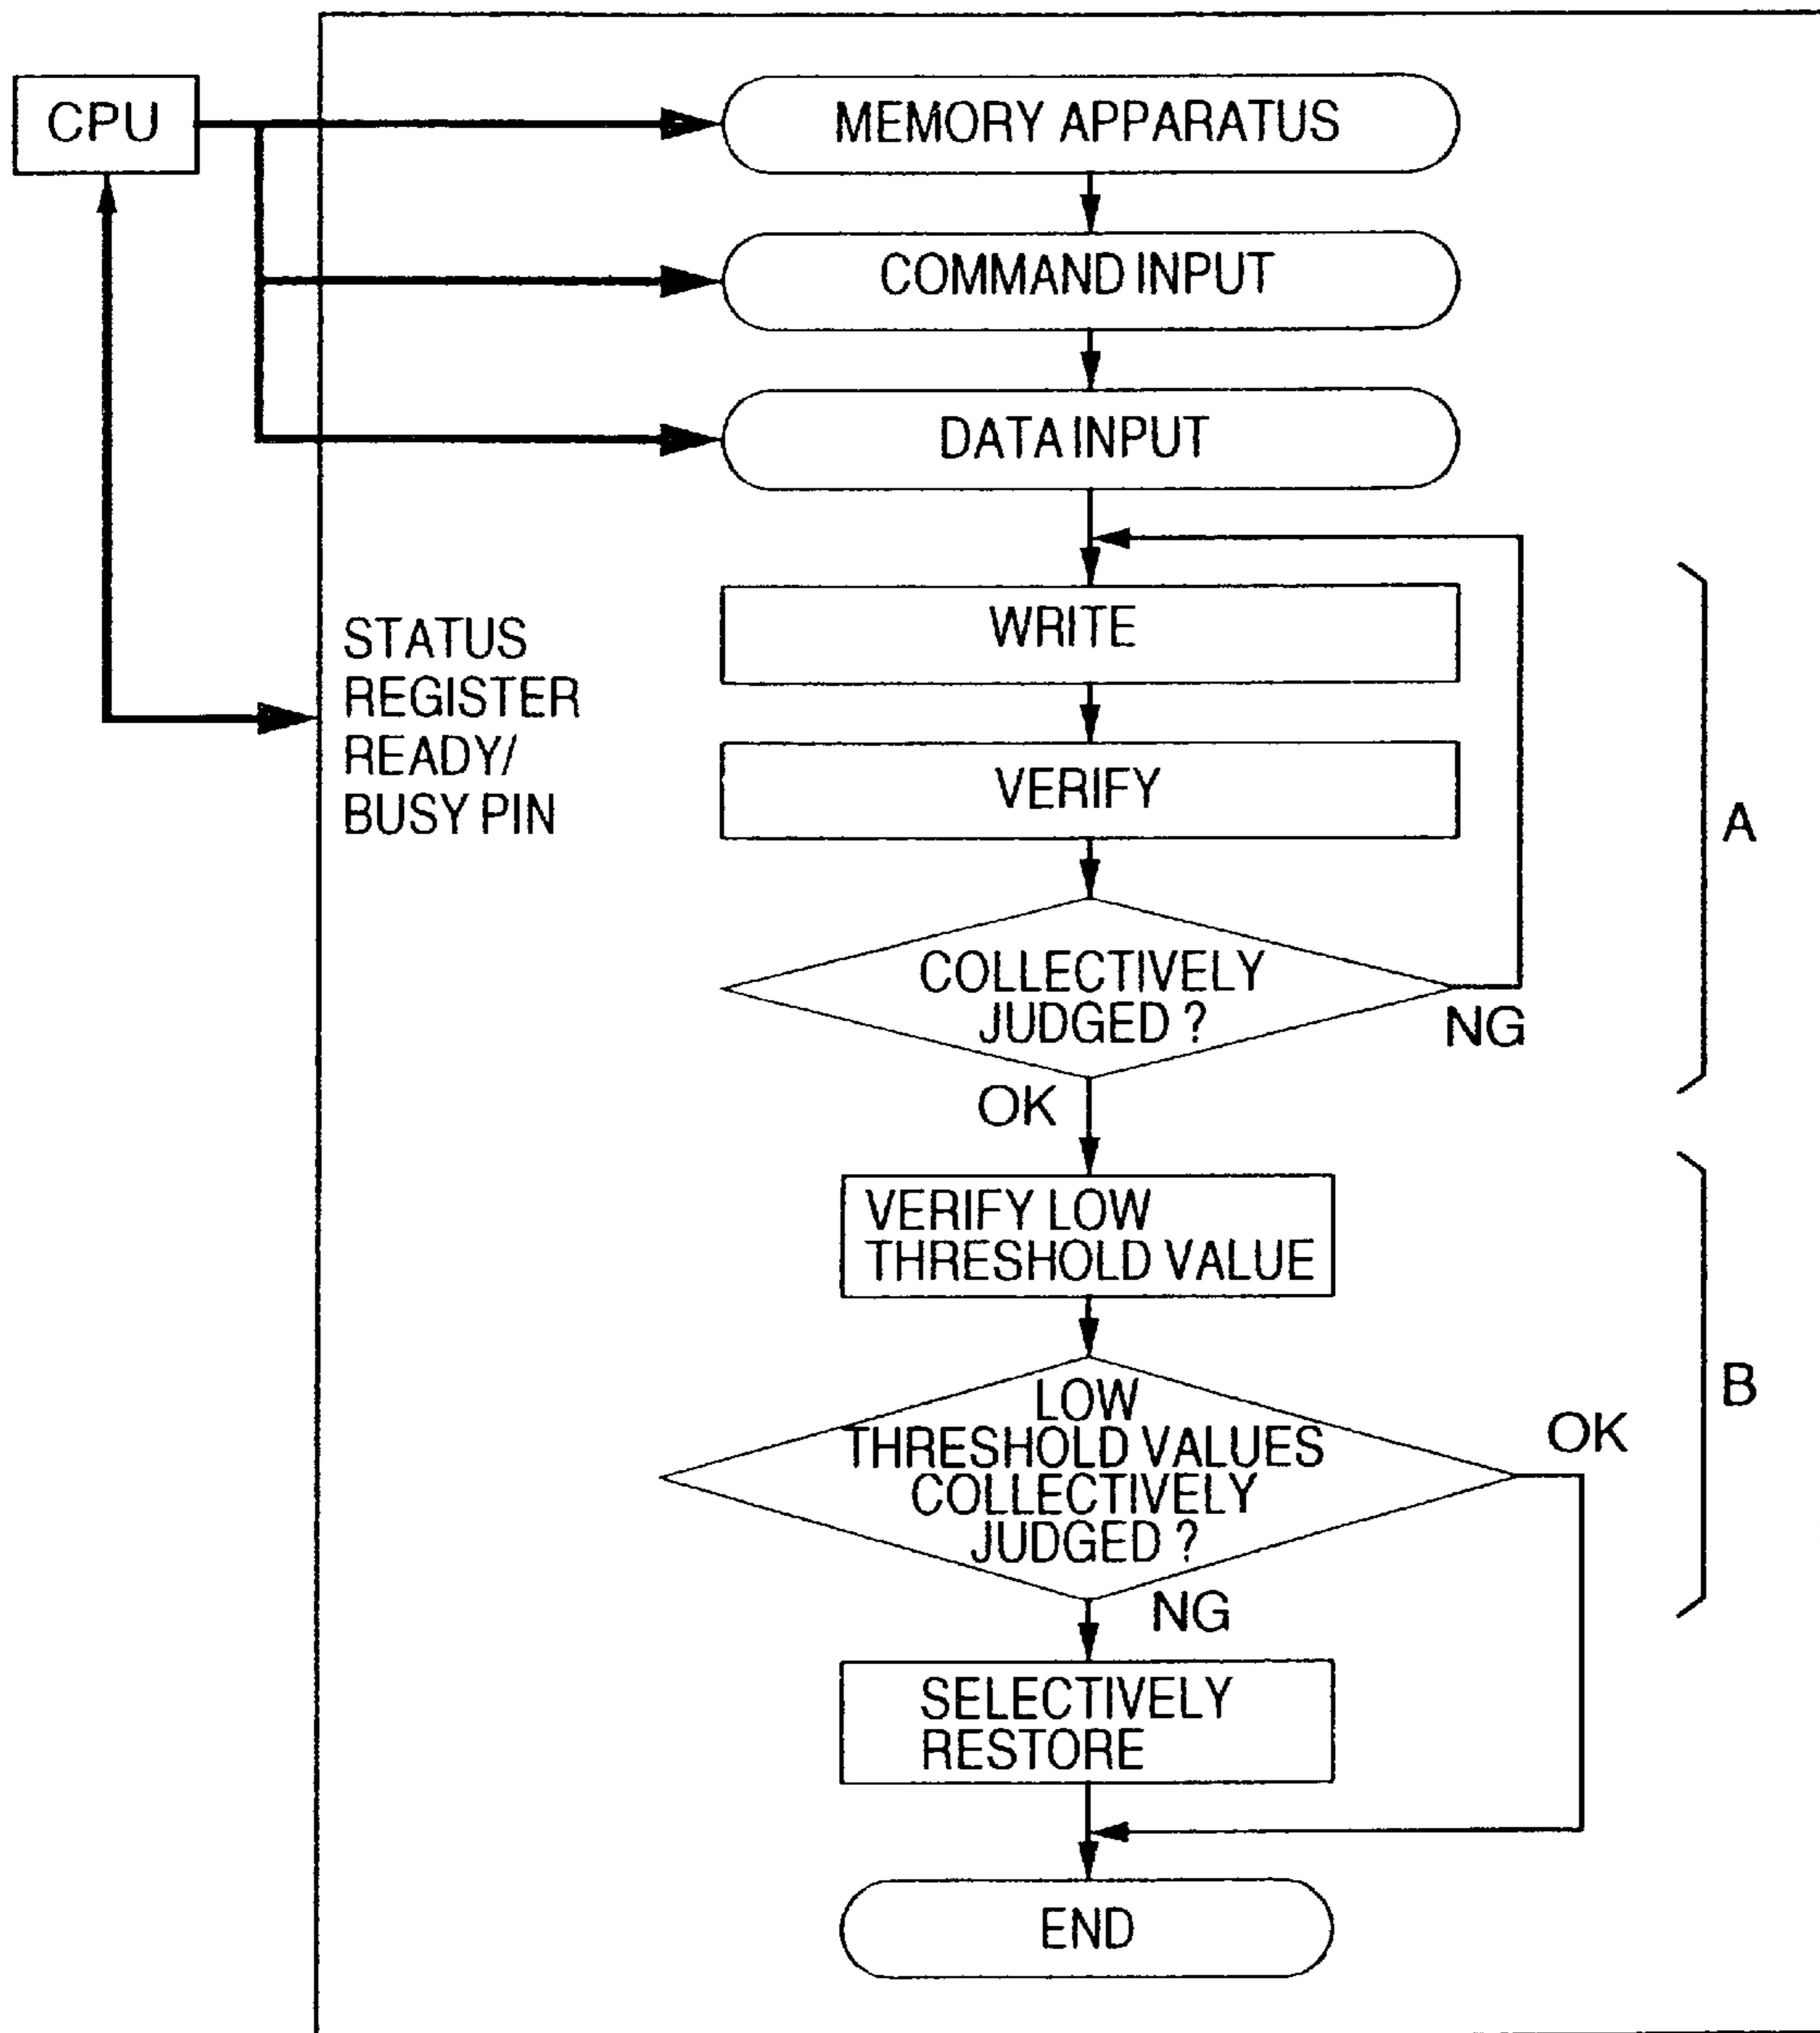 CPU
MEMORY APPARATUS
COMMAND INPUT
DATA INPUT
STATUS
REGISTER
READY/
BUSY PIN
WRITE
VERIFY
A
COLLECTIVELY
JUDGED ?
NG
OK
VERIFY LOW
THRESHOLD VALUE
B
LOW
THRESHOLD VALUES
COLLECTIVELY
JUDGED ?
OK
NG
SELECTIVELY
RESTORE
END